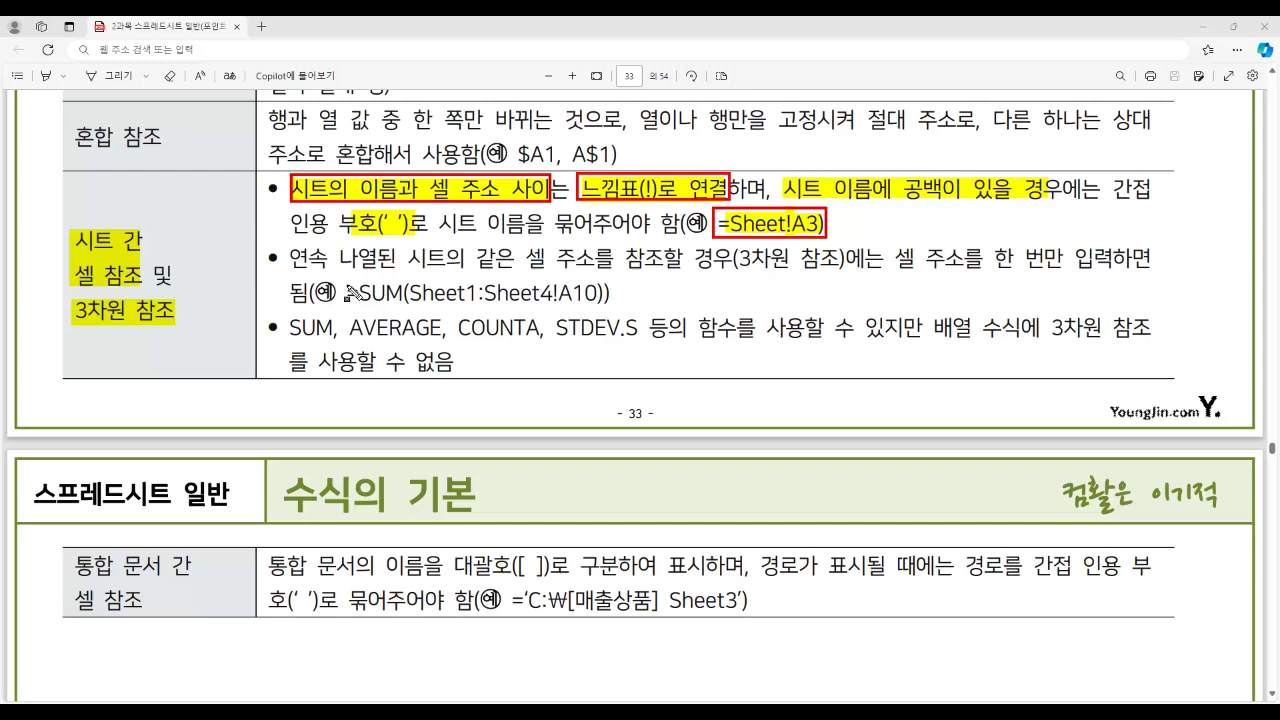 2과목 스프레드시트 일반(포인트
웹 주소 검색 또는 입력
그리기
Copilot에 물어보기
33 의 54
혼합 참조
행과 열 값 중 한 쪽만 바뀌는 것으로, 열이나 행만을 고정시켜 절대 주소로, 다른 하나는 상대
주소로 혼합해서 사용함(예 $A1, A$1)
시트 간
셀 참조 및
3차원 참조
• 시트의 이름과 셀 주소 사이는 느낌표(!)로 연결하며, 시트 이름에 공백이 있을 경우에는 간접
인용 부호(‘ ’)로 시트 이름을 묶어주어야 함(예 =Sheet!A3)
• 연속 나열된 시트의 같은 셀 주소를 참조할 경우(3차원 참조)에는 셀 주소를 한 번만 입력하면
됨(예 SUM(Sheet1:Sheet4!A10))
• SUM, AVERAGE, COUNTA, STDEV.S 등의 함수를 사용할 수 있지만 배열 수식에 3차원 참조
를 사용할 수 없음
- 33 -
YoungJin.com Y.
스프레드시트 일반
수식의 기본
컴활은 이기적
통합 문서 간
셀 참조
통합 문서의 이름을 대괄호([ ])로 구분하여 표시하며, 경로가 표시될 때에는 경로를 간접 인용 부
호(‘ ’)로 묶어주어야 함(예 =‘C:₩[매출상품] Sheet3’)